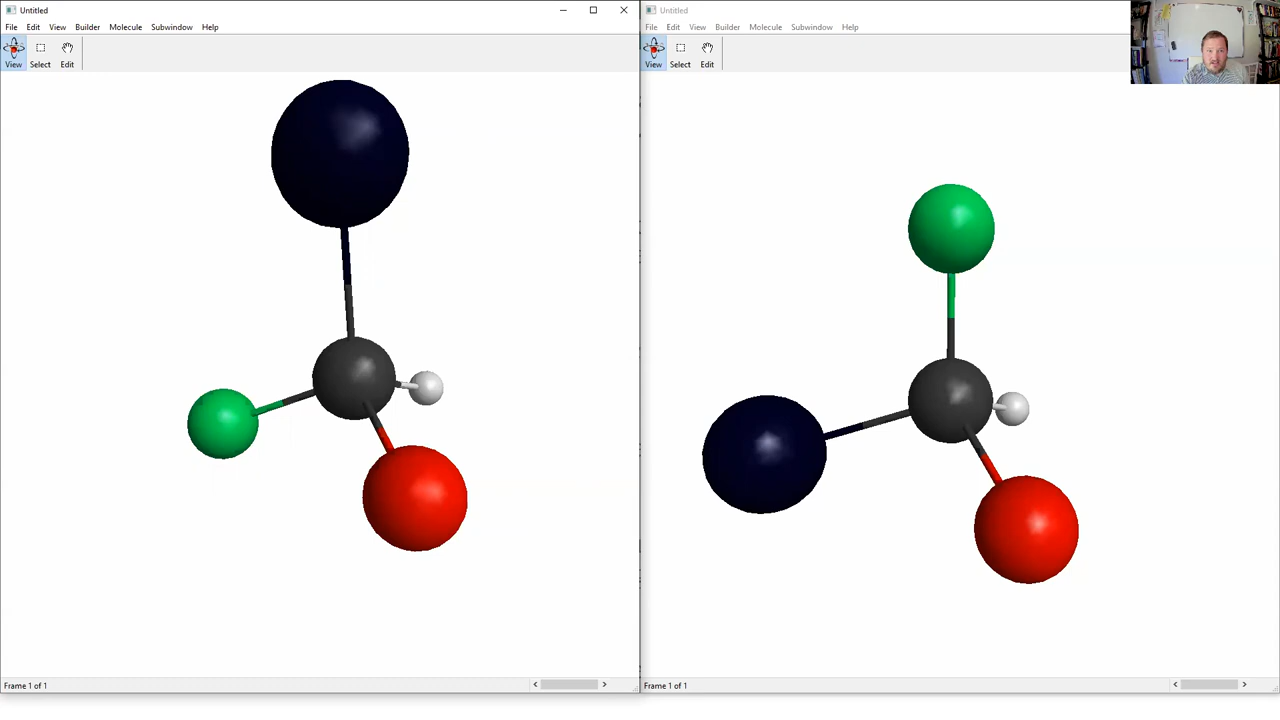 Untitled
File Edit View Builder Molecule Subwindow Help
View Select Edit
Frame 1 of 1
Untitled
File Edit View Builder Molecule Subwindow Help
View Select Edit
Frame 1 of 1